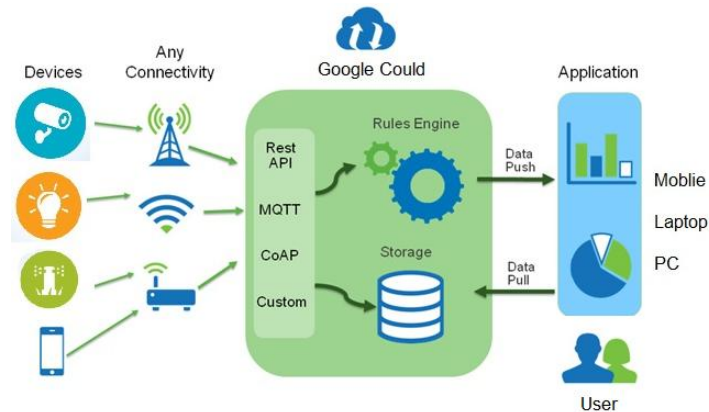 Google Could
Devices
Any
Connectivity
Application
Rest
API
MQTT
CoAP
Custom
Rules Engine
Storage
Data
Push
Data
Pull
Moblie
Laptop
PC
User